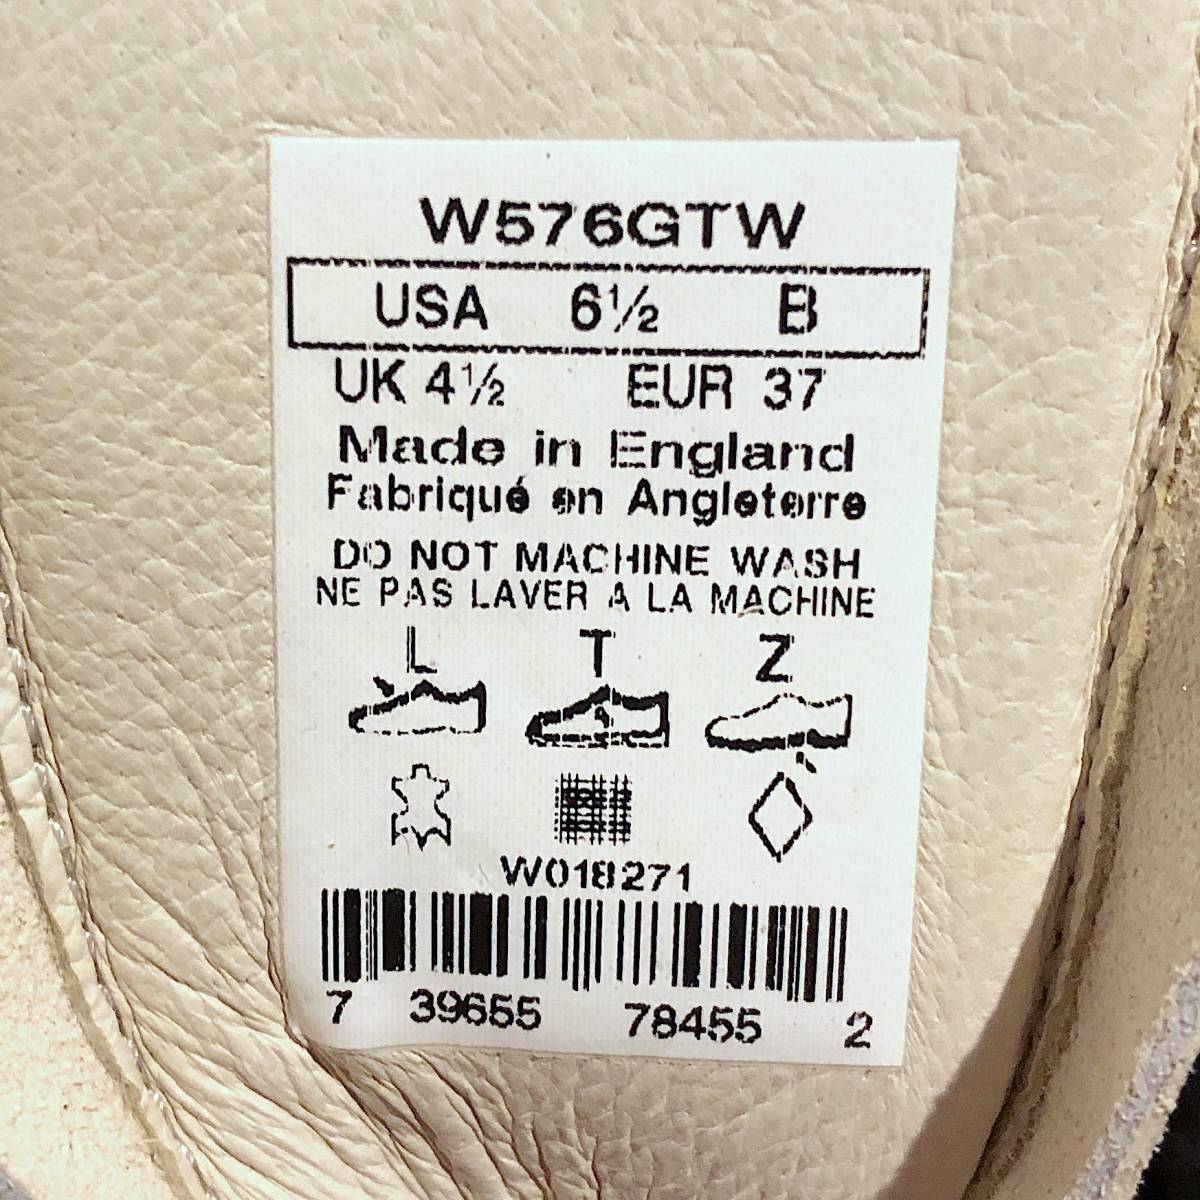 W576GTW
USA 6½ B
UK 4½ EUR 37
Made in England
Fabriqué en Angleterre
DO NOT MACHINE WASH
NE PAS LAVER A LA MACHINE
L T Z
W018271
7 39655 78455 2